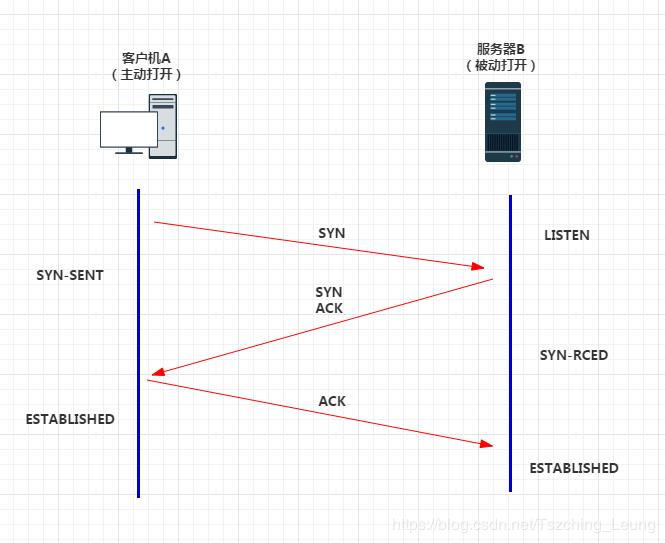 客户机A
（主动打开）
服务器B
（被动打开）
SYN
LISTEN
SYN-SENT
SYN
ACK
SYN-RCED
ACK
ESTABLISHED
ESTABLISHED
https://blog.csdn.net/Tszching_Leung